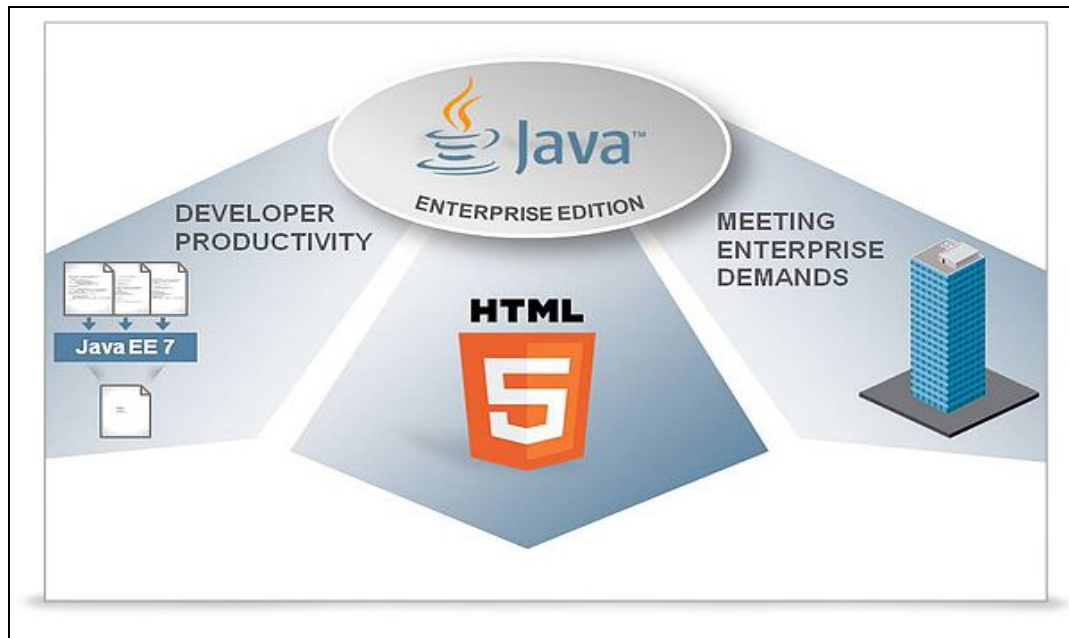 Java™
ENTERPRISE EDITION
DEVELOPER
PRODUCTIVITY
Java EE 7
HTML
5
MEETING
ENTERPRISE
DEMANDS